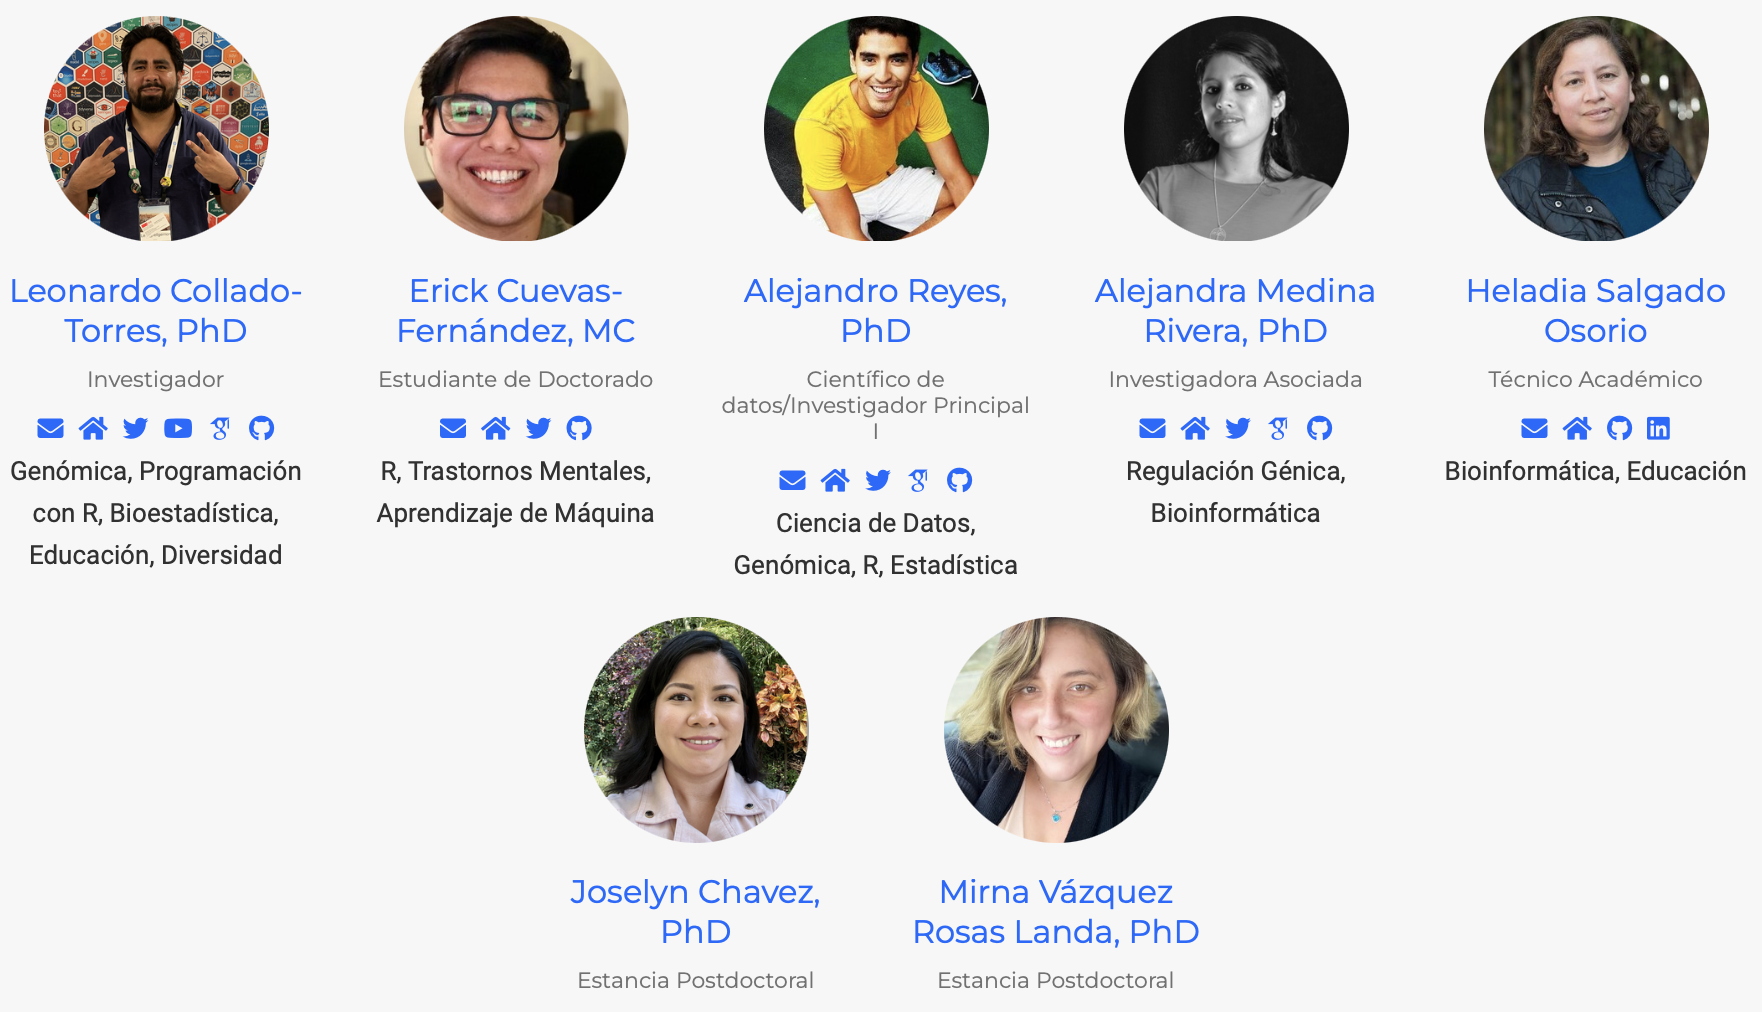 Leonardo Collado-
Torres, PhD
Investigador
Genómica, Programación
con R, Bioestadística,
Educación, Diversidad
Erick Cuevas-
Fernández, MC
Estudiante de Doctorado
R, Trastornos Mentales,
Aprendizaje de Máquina
Alejandro Reyes,
PhD
Científico de
datos/Investigador Principal
I
Ciencia de Datos,
Genómica, R, Estadística
Alejandra Medina
Rivera, PhD
Investigadora Asociada
Regulación Génica,
Bioinformática
Heladia Salgado
Osorio
Técnico Académico
Bioinformática, Educación
Joselyn Chavez,
PhD
Estancia Postdoctoral
Mirna Vázquez
Rosas Landa, PhD
Estancia Postdoctoral